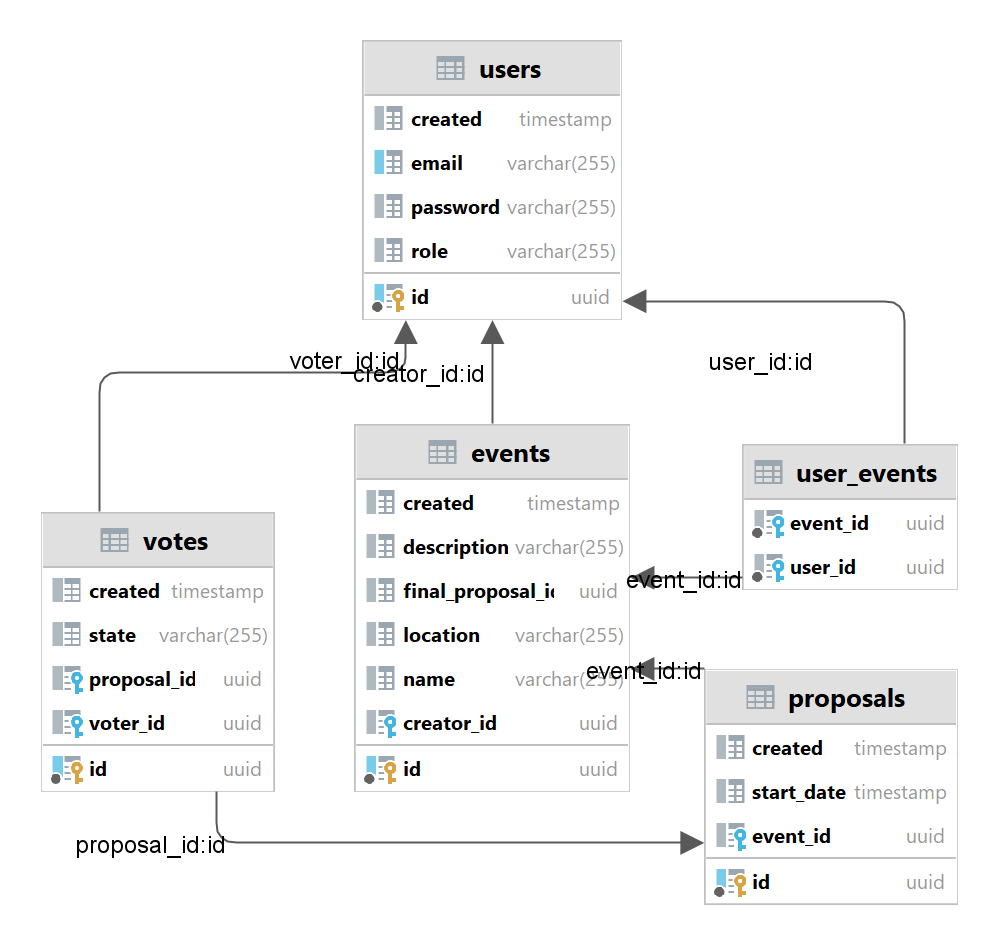 users
created timestamp
email varchar(255)
password varchar(255)
role varchar(255)
id uuid
voter_id:id
creator_id:id
user_id:id
events
created timestamp
description varchar(255)
final_proposal_id uuid
location varchar(255)
name varchar(255)
creator_id uuid
id uuid
user_events
event_id uuid
user_id uuid
event_id:id
event_id:id
votes
created timestamp
state varchar(255)
proposal_id uuid
voter_id uuid
id uuid
proposals
created timestamp
start_date timestamp
event_id uuid
id uuid
proposal_id:id